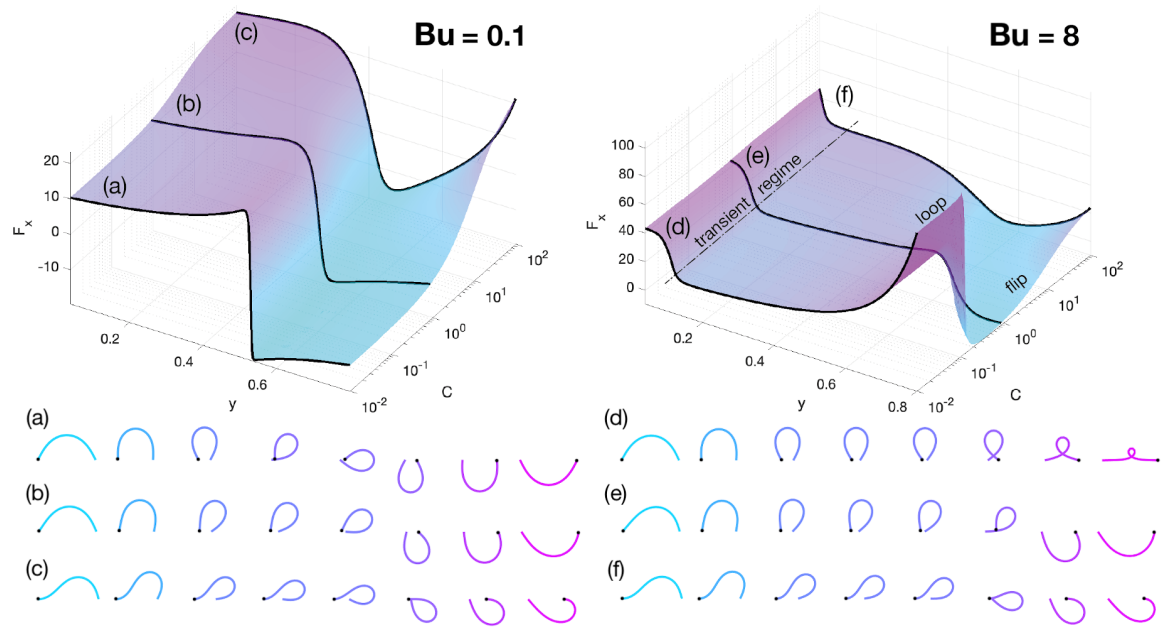 Bu = 0.1
(c)
(b)
(a)
20
10
0
-10
F_x
0.2
0.4
0.6
y
10^-2
10^-1
10^0
10^1
10^2
C
Bu = 8
(f)
(e)
(d)
transient regime
loop
flip
100
80
60
40
20
0
F_x
0.2
0.4
0.6
0.8
y
10^-2
10^-1
10^0
10^1
10^2
C
(a)
(b)
(c)
(d)
(e)
(f)